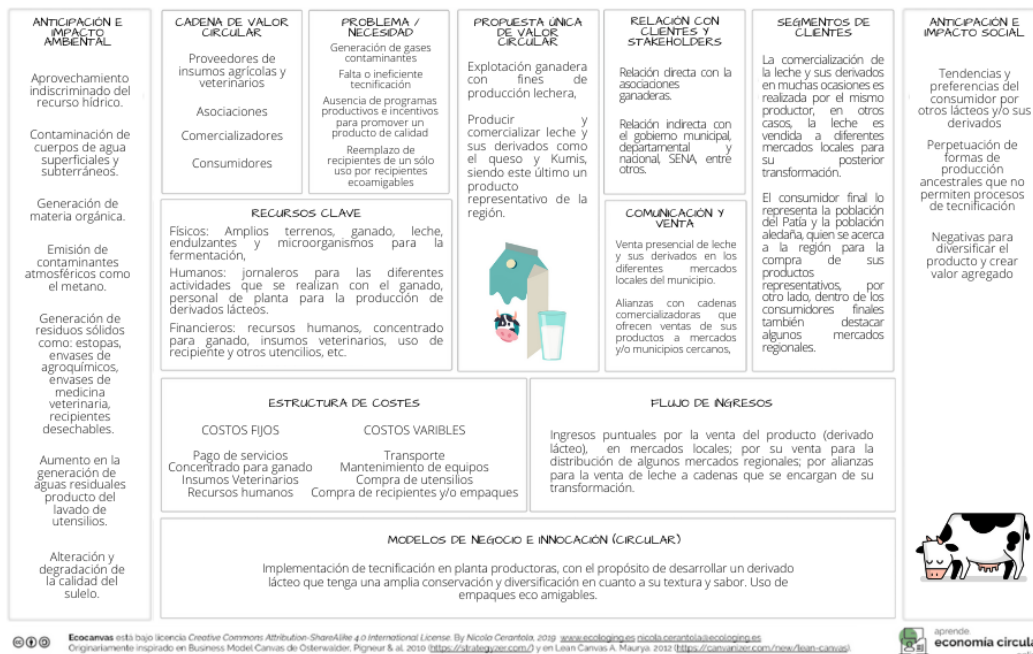 ANTICIPACIÓN E
IMPACTO
AMBIENTAL
Aprovechamiento
indiscriminado del
recurso hídrico.
Contaminación de
cuerpos de agua
superficiales y
subterráneos.
Generación de
materia orgánica.
Emisión de
contaminantes
atmosféricos como
el metano.
Generación de
residuos sólidos
como: estopas,
envases de
agroquímicos,
envases de
medicina
veterinaria,
recipientes
desechables.
Aumento en la
generación de
aguas residuales
producto del
lavado de
utensilios.
Alteración y
degradación de
la calidad del
sulelo.
CADENA DE VALOR
CIRCULAR
Proveedores de
insumos agrícolas y
veterinarios
Asociaciones
Comercializadores
Consumidores
PROBLEMA /
NECESIDAD
Generación de gases
contaminantes
Falta o ineficiente
tecnificación
Ausencia de programas
productivos e incentivos
para promover un
producto de calidad
Reemplazo de
recipientes de un sólo
uso por recipientes
ecoamigables
RECURSOS CLAVE
Físicos: Amplios terrenos, ganado, leche,
endulzantes y microorganismos para la
fermentación,
Humanos: jornaleros para las diferentes
actividades que se realizan con el ganado,
personal de planta para la producción de
derivados lácteos.
Financieros: recursos humanos, concentrado
para ganado, insumos veterinarios, uso de
recipiente y otros utencilios, etc.
PROPUESTA ÚNICA
DE VALOR
CIRCULAR
Explotación ganadera
con fines de
producción lechera,
Producir y
comercializar leche y
sus derivados como
el queso y Kumis,
siendo este último un
producto
representativo de la
región.
RELACIÓN CON
CLIENTES Y
STAKEHOLDERS
Relación directa con la
asociaciones
ganaderas.
Relación indirecta con
el gobierno municipal,
departamental y
nacional, SENA, entre
otros.
COMUNICACIÓN Y
VENTA
Venta presencial de leche
y sus derivados en los
diferentes mercados
locales del municipio.
Alianzas con cadenas
comercializadoras que
ofrecen ventas de sus
productos a mercados
y/o municipios cercanos,
SEGMENTOS DE
CLIENTES
La comercialización de
la leche y sus derivados
en muchas ocasiones es
realizada por el mismo
productor, en otros
casos, la leche es
vendida a diferentes
mercados locales para
su posterior
transformación.
El consumidor final lo
representa la población
del Patía y la población
aledaña, quien se acerca
a la región para la
compra de sus
productos
representativos, por
otro lado, dentro de los
consumidores finales
también destacar
algunos mercados
regionales.
ANTICIPACIÓN E
IMPACTO SOCIAL
Tendencias y
preferencias del
consumidor por
otros lácteos y/o sus
derivados
Perpetuación de
formas de
producción
ancestrales que no
permiten procesos
de tecnificación
Negativas para
diversificar el
producto y crear
valor agregado
ESTRUCTURA DE COSTES
COSTOS FIJOS
Pago de servicios
Concentrado para ganado
Insumos Veterinarios
Recursos humanos
COSTOS VARIBLES
Transporte
Mantenimiento de equipos
Compra de utensilios
Compra de recipientes y/o empaques
FLUJO DE INGRESOS
Ingresos puntuales por la venta del producto (derivado
lácteo), en mercados locales; por su venta para la
distribución de algunos mercados regionales; por alianzas
para la venta de leche a cadenas que se encargan de su
transformación.
MODELOS DE NEGOCIO E INNOCACIÓN (CIRCULAR)
Implementación de tecnificación en planta productoras, con el propósito de desarrollar un derivado
lácteo que tenga una amplia conservación y diversificación en cuanto a su textura y sabor. Uso de
empaques eco amigables.
Ecocanvas está bajo licencia Creative Commons Attribution-ShareAlike 4.0 International License. By Nicola Cerantola, 2019 www.ecologing.es nicola.cerantola@ecologing.es
Originariamente inspirado en Business Model Canvas de Osterwalder, Pigneur & al. 2010 (https://strategyzer.com/) y en Lean Canvas A. Maurya. 2012 (https://canvanizer.com/new/lean-canvas).
aprende
economía circula